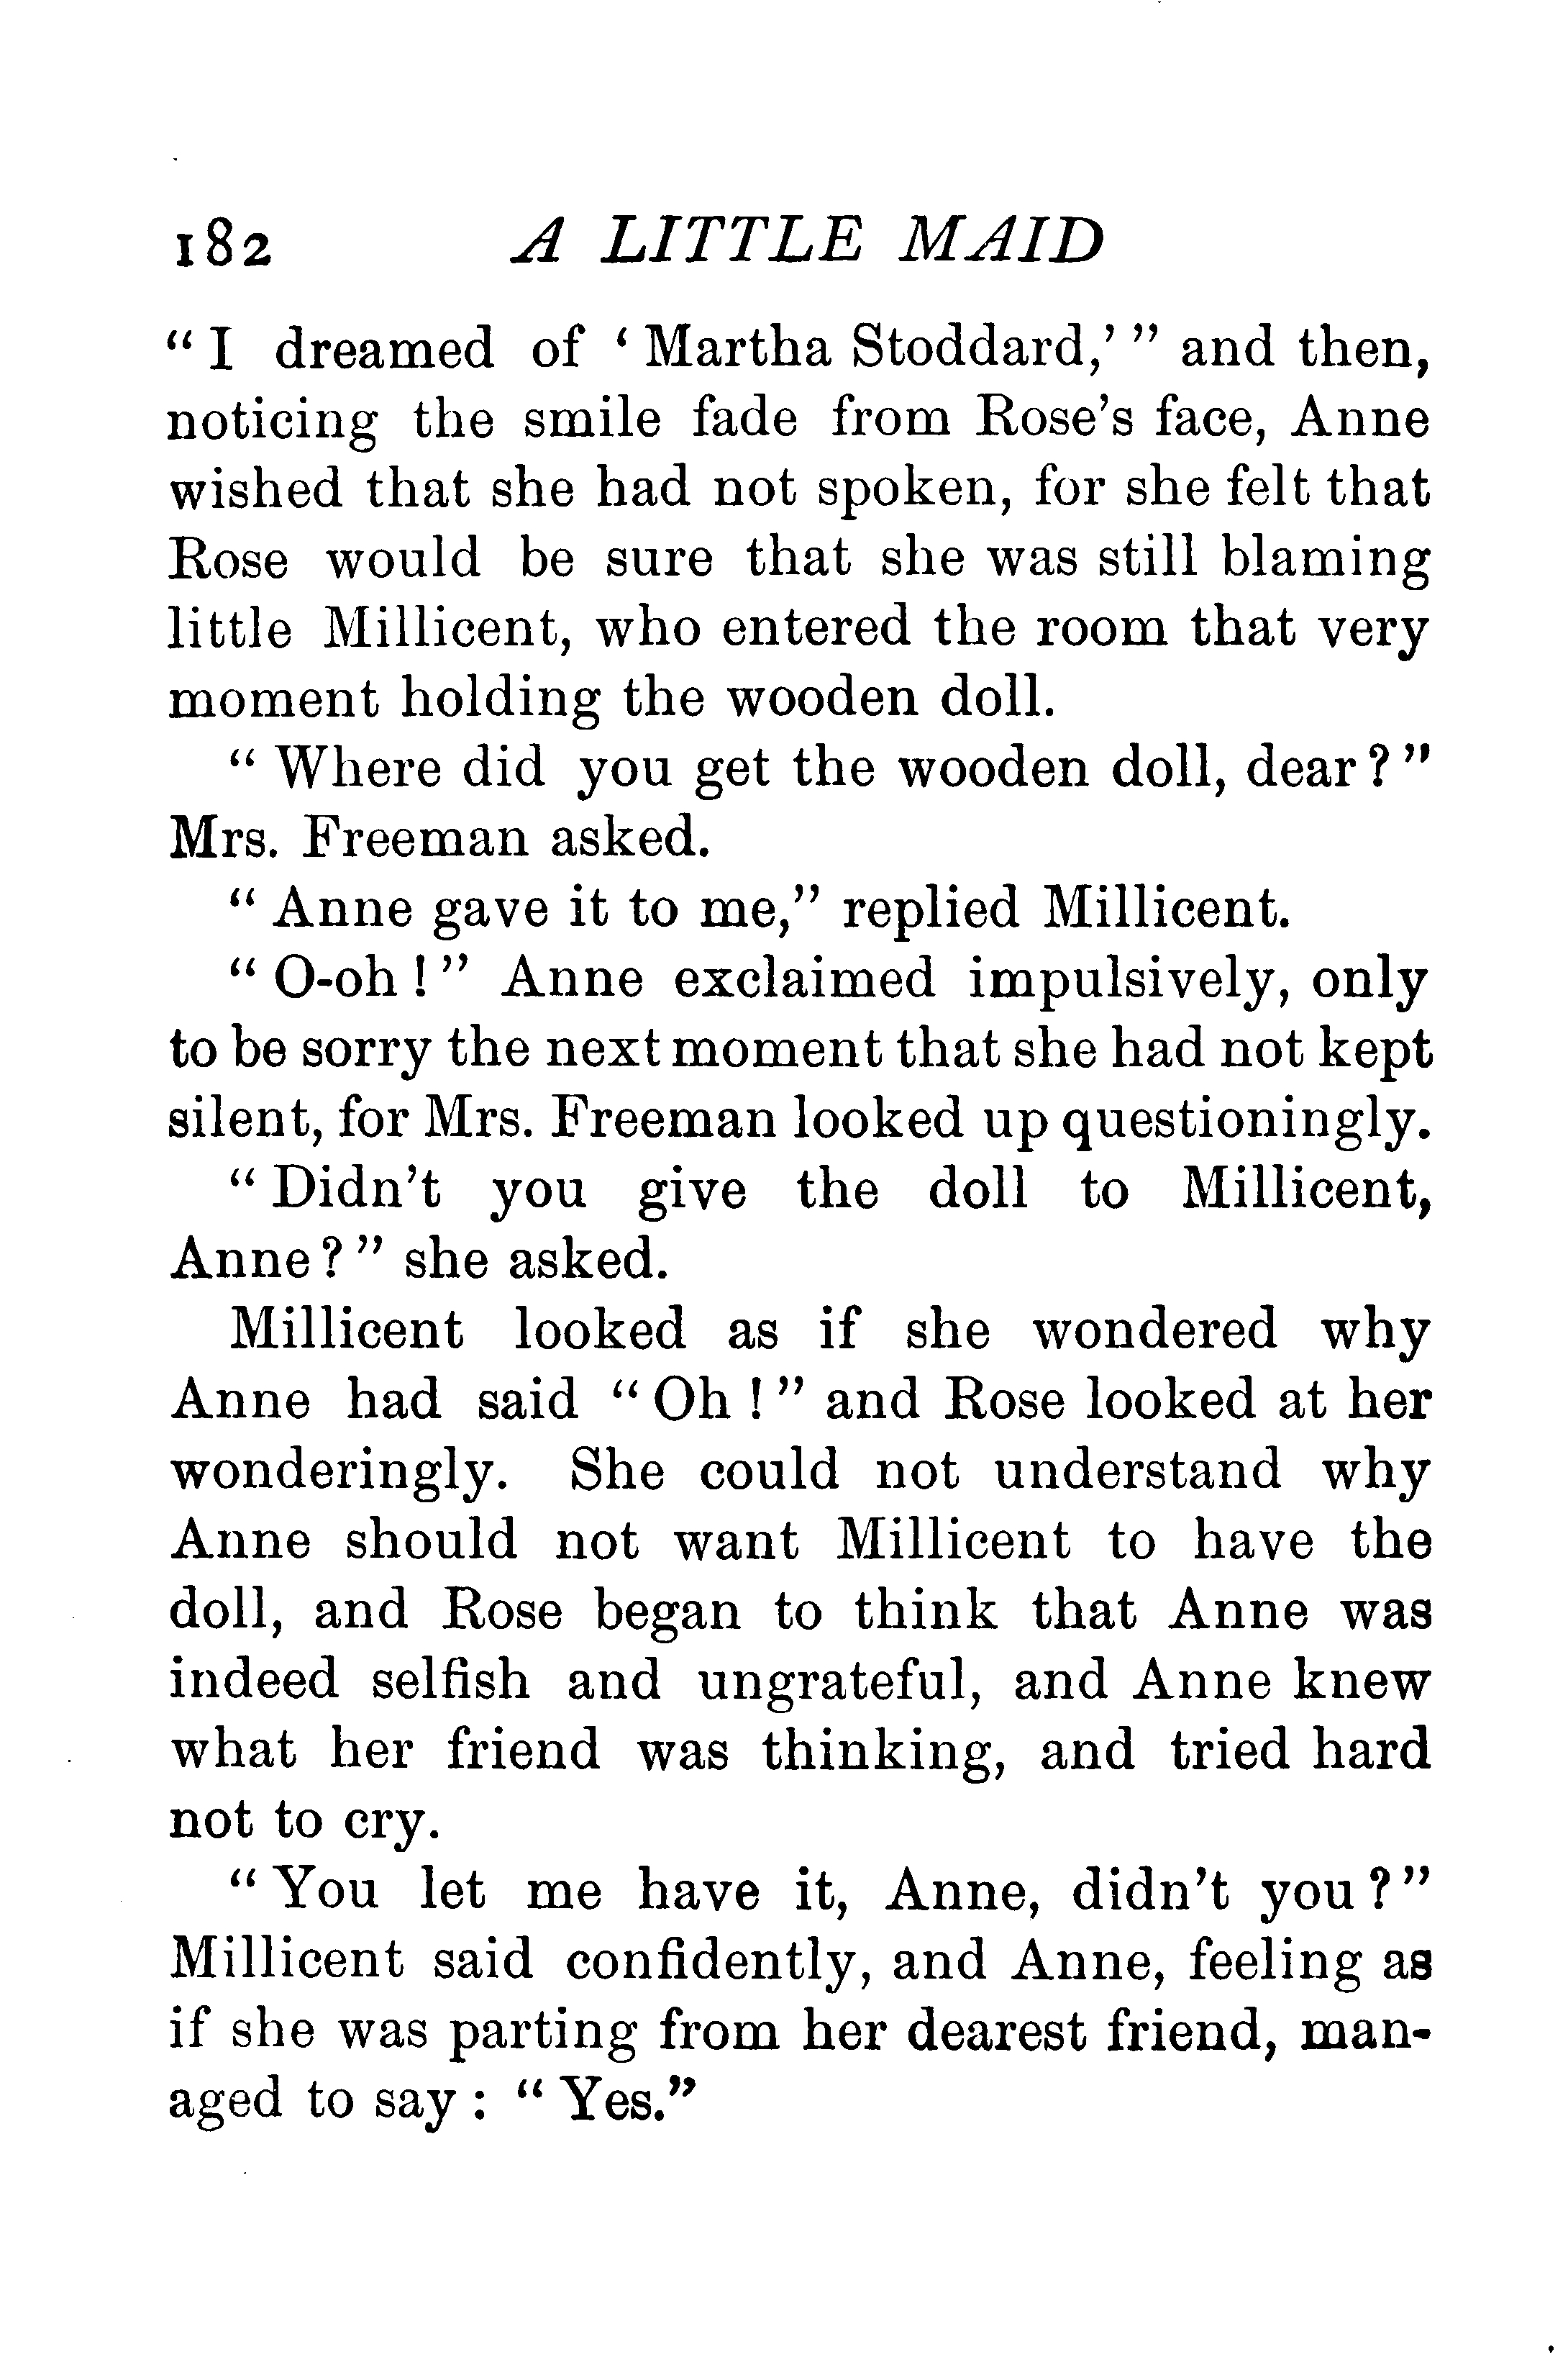 182 A LITTLE MAID
“I dreamed of ‘Martha Stoddard,’” and then,
noticing the smile fade from Rose’s face, Anne
wished that she had not spoken, for she felt that
Rose would be sure that she was still blaming
little Millicent, who entered the room that very
moment holding the wooden doll.
“Where did you get the wooden doll, dear?”
Mrs. Freeman asked.
“Anne gave it to me,” replied Millicent.
“O-oh!” Anne exclaimed impulsively, only
to be sorry the next moment that she had not kept
silent, for Mrs. Freeman looked up questioningly.
“Didn’t you give the doll to Millicent,
Anne?” she asked.
Millicent looked as if she wondered why
Anne had said “Oh!” and Rose looked at her
wonderingly. She could not understand why
Anne should not want Millicent to have the
doll, and Rose began to think that Anne was
indeed selfish and ungrateful, and Anne knew
what her friend was thinking, and tried hard
not to cry.
“You let me have it, Anne, didn’t you?”
Millicent said confidently, and Anne, feeling as
if she was parting from her dearest friend, man-
aged to say: “Yes.”